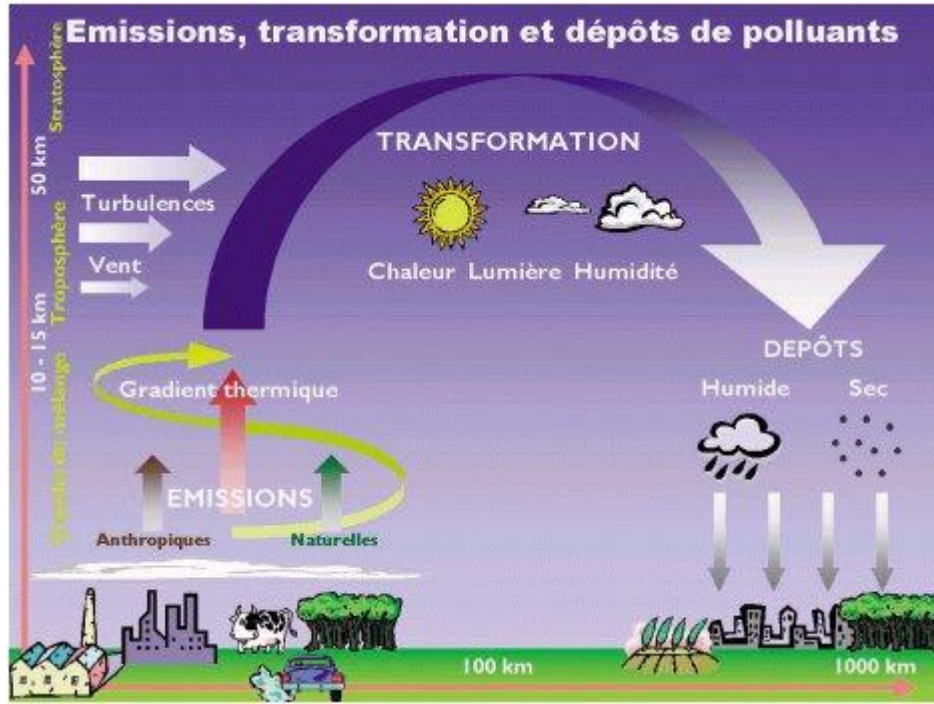 Emissions, transformation et dépôts de polluants
Stratosphère
50 km
Troposphère
10 - 15 km
Couche de mélange
TRANSFORMATION
Turbulences
Vent
Chaleur Lumière Humidité
DEPÔTS
Humide Sec
Gradient thermique
EMISSIONS
Anthropiques Naturelles
100 km 1000 km